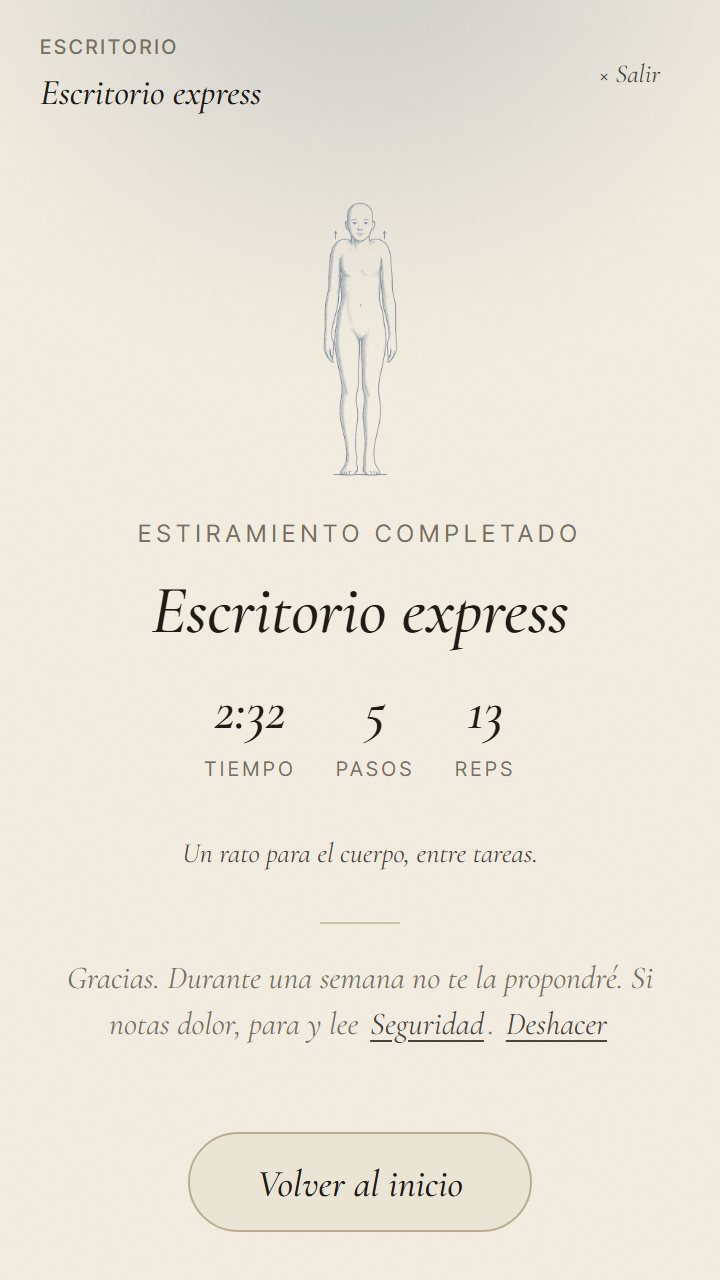 ESCRITORIO
Escritorio express
× Salir
ESTIRAMIENTO COMPLETADO
Escritorio express
2:32 5 13
TIEMPO PASOS REPS
Un rato para el cuerpo, entre tareas.
Gracias. Durante una semana no te la propondré. Si
notas dolor, para y lee Seguridad. Deshacer
Volver al inicio